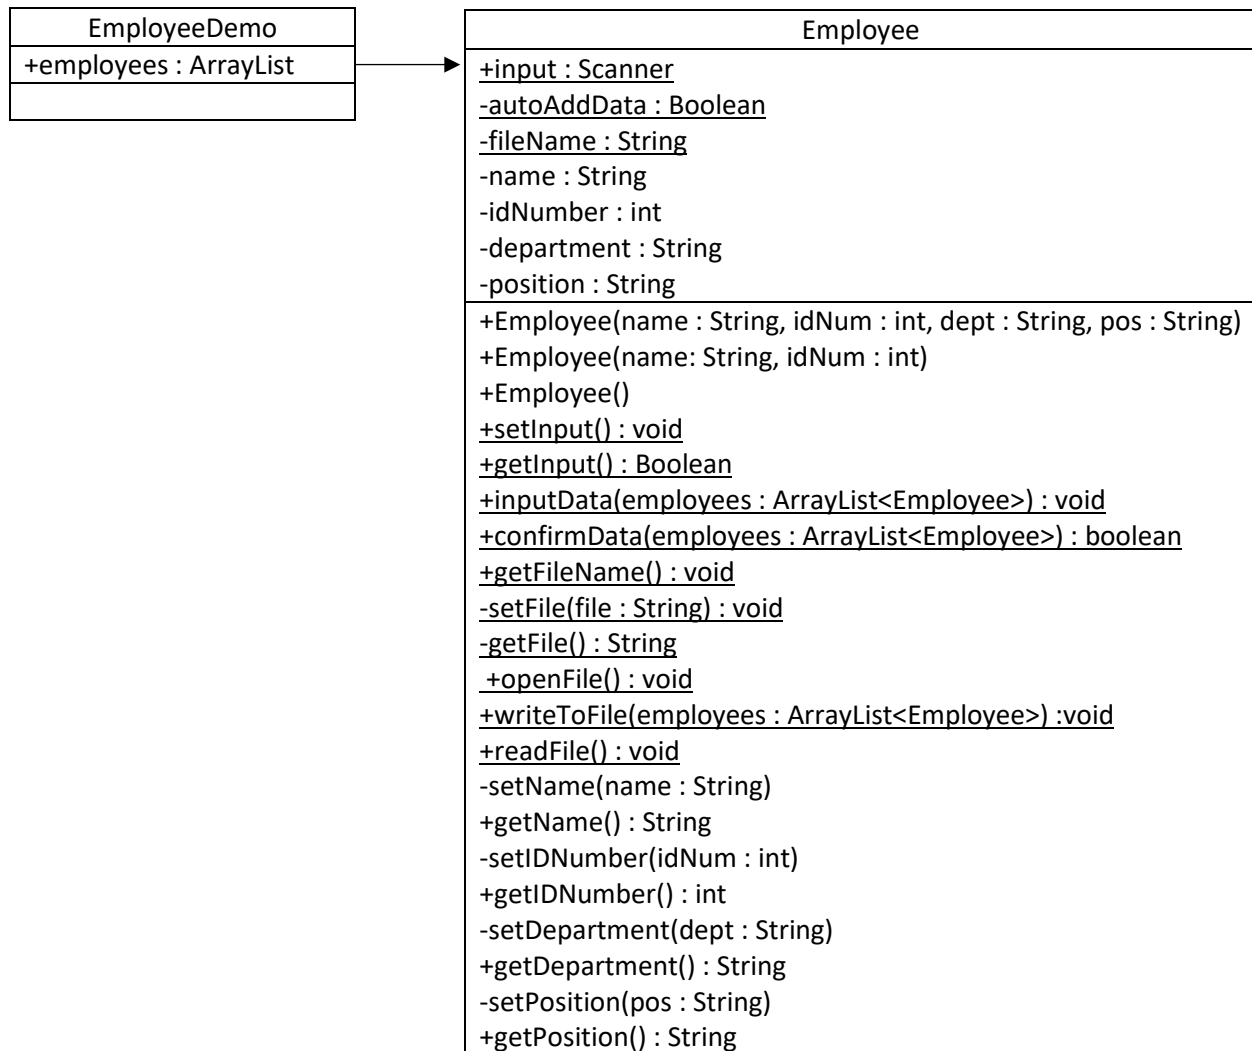 EmployeeDemo
+employees : ArrayList
Employee
+input : Scanner
-autoAddData : Boolean
-fileName : String
-name : String
-idNumber : int
-department : String
-position : String
+Employee(name : String, idNum : int, dept : String, pos : String)
+Employee(name: String, idNum : int)
+Employee()
+setInput() : void
+getInput() : Boolean
+inputData(employees : ArrayList<Employee>) : void
+confirmData(employees : ArrayList<Employee>) : boolean
+getFileName() : void
-setFile(file : String) : void
-getFile() : String
+openFile() : void
+writeToFile(employees : ArrayList<Employee>) :void
+readFile() : void
-setName(name : String)
+getName() : String
-setIDNumber(idNum : int)
+getIDNumber() : int
-setDepartment(dept : String)
+getDepartment() : String
-setPosition(pos : String)
+getPosition() : String